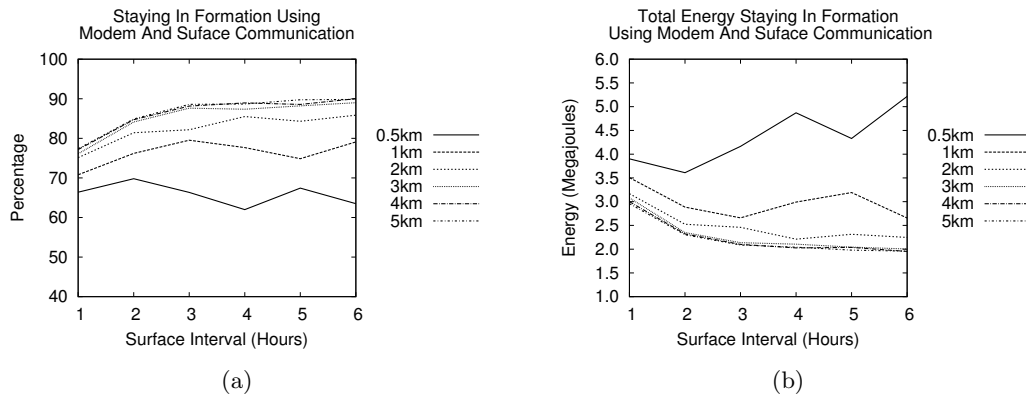 Staying In Formation Using
Modem And Suface Communication
100
90
80
70
60
50
40
Percentage
1 2 3 4 5 6
Surface Interval (Hours)
0.5km
1km
2km
3km
4km
5km
(a)
Total Energy Staying In Formation
Using Modem And Suface Communication
6.0
5.5
5.0
4.5
4.0
3.5
3.0
2.5
2.0
1.5
1.0
Energy (Megajoules)
1 2 3 4 5 6
Surface Interval (Hours)
0.5km
1km
2km
3km
4km
5km
(b)